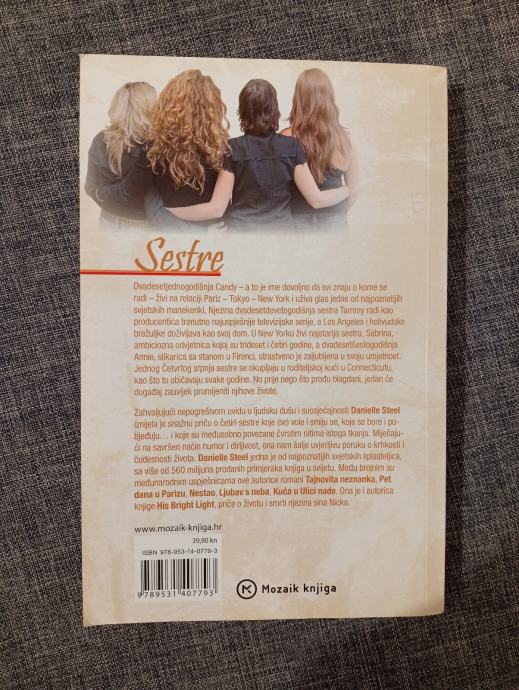 Sestre
Dvadesetjednogodišnja Candy – a to je ime dovoljno da svi znaju o kome se
radi – živi na relaciji Pariz – Tokyo – New York i uživa glas jedne od najpoznatijih
svjetskih manekenki. Njezina dvadesetdevetogodišnja sestra Tammy radi kao
producentica trenutno najuspješnije televizijske serije, a Los Angeles i holivudske
brežuljke doživljava kao svoj dom. U New Yorku živi najstarija sestra, Sabrina,
ambiciozna odvjetnica kojoj su trideset i četiri godine, a dvadesetšestogodišnja
Annie, slikarica sa stanom u Firenci, strastveno je zaljubljena u svoju umjetnost.
Jednog Četvrtog srpnja sestre se okupljaju u roditeljskoj kući u Connecticutu,
kao što to običavaju svake godine. No prije nego što prođu blagdani, jedan će
događaj zauvijek promijeniti njihove živote.
Zahvaljujući nepogrešivom uvidu u ljudsku dušu i suosjećajnosti Danielle Steel
iznijela je snažnu priču o četiri sestre koje (se) vole i smiju se, koje se bore i po-
bjeđuju... i koje su međusobno povezane čvrstim nitima istoga tkanja. Miješaju-
ći na savršen način humor i dirljivost, ona nam šalje uvjerljivu poruku o krhkosti i
čudesnosti života. Danielle Steel jedna je od najpoznatijih svjetskih spisateljica,
sa više od 560 milijuna prodanih primjeraka knjiga u svijetu. Među brojnim su
međunarodnim uspješnicama ove autorice romani Tajnovita neznanka, Pet
dana u Parizu, Nestao, Ljubav s neba, Kuća u Ulici nade. Ona je i autorica
knjige His Bright Light, priče o životu i smrti njezina sina Nicka.
www.mozaik-knjiga.hr
39,90 kn
ISBN 978-953-14-0779-3
9789531407793
M Mozaik knjiga